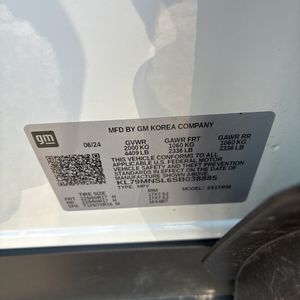 gm
MFD BY GM KOREA COMPANY
06/24 GVWR GAWR FRT GAWR RR
2000 KG 1060 KG 1060 KG
4409 LB 2336 LB 2336 LB
THIS VEHICLE CONFORMS TO ALL
APPLICABLE U.S. FEDERAL MOTOR
VEHICLE SAFETY AND THEFT PREVENTION
STANDARDS IN EFFECT ON THE DATE OF
MANUFACTURE SHOWN ABOVE.
KL79MNSL6SB038885
TYPE: MPV MODEL:
TIRE SIZE